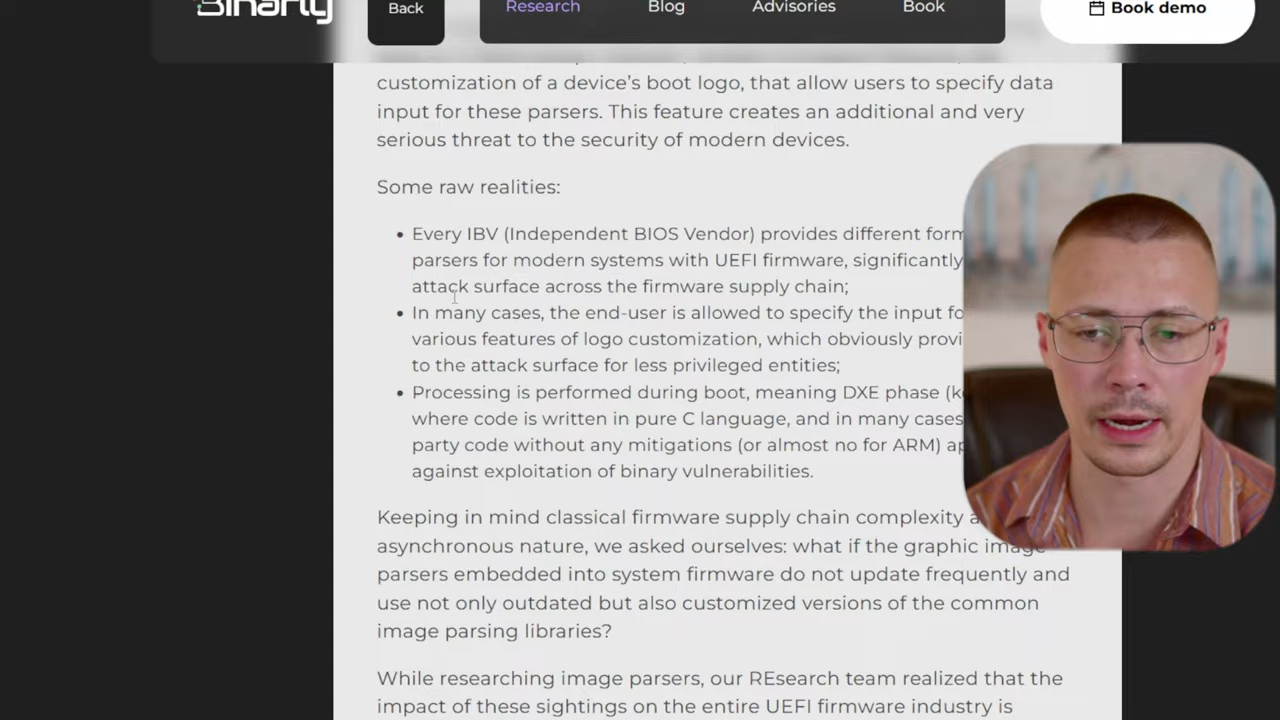 Binarly
Back
Research
Blog
Advisories
Book
Book demo
customization of a device’s boot logo, that allow users to specify data
input for these parsers. This feature creates an additional and very
serious threat to the security of modern devices.
Some raw realities:
• Every IBV (Independent BIOS Vendor) provides different
parsers for modern systems with UEFI firmware, significantly
attack surface across the firmware supply chain;
• In many cases, the end-user is allowed to specify the input
various features of logo customization, which obviously
to the attack surface for less privileged entities;
• Processing is performed during boot, meaning DXE phase
where code is written in pure C language, and in many cases
party code without any mitigations (or almost no for ARM)
against exploitation of binary vulnerabilities.
Keeping in mind classical firmware supply chain complexity
asynchronous nature, we asked ourselves: what if the graphic image
parsers embedded into system firmware do not update frequently and
use not only outdated but also customized versions of the common
image parsing libraries?
While researching image parsers, our REsearch team realized that the
impact of these sightings on the entire UEFI firmware industry is